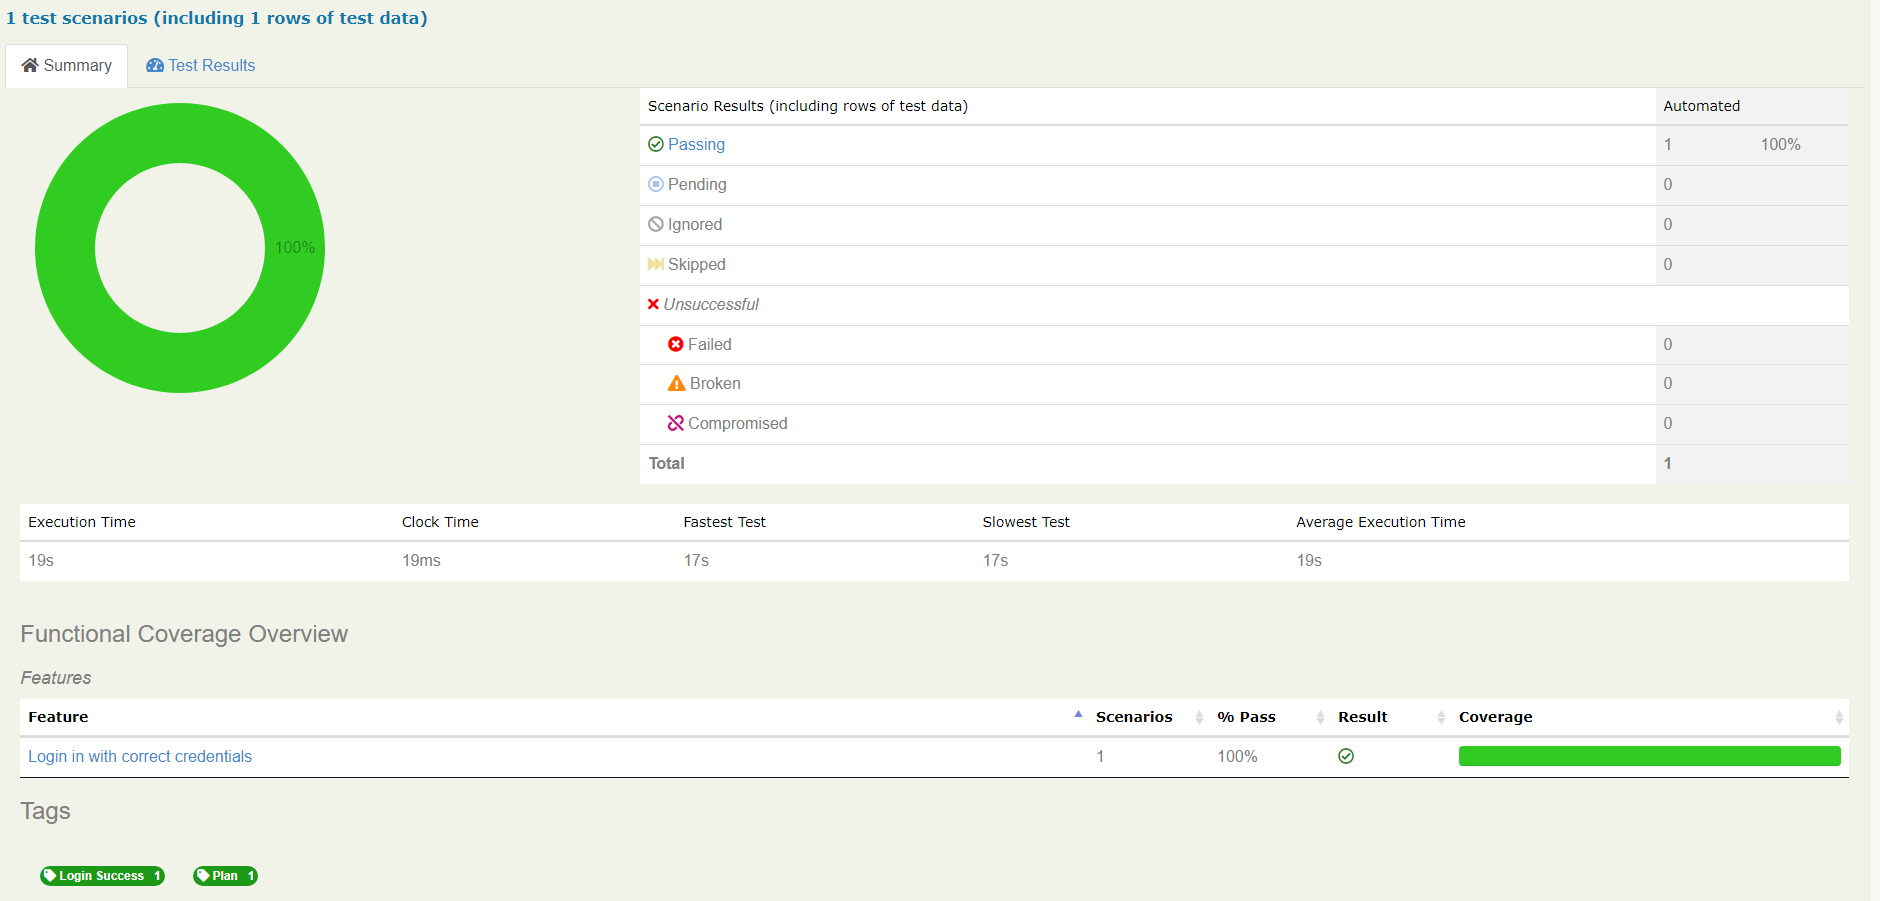 1 test scenarios (including 1 rows of test data)
Summary Test Results
100%
Scenario Results (including rows of test data) Automated
Passing 1 100%
Pending 0
Ignored 0
Skipped 0
Unsuccessful
Failed 0
Broken 0
Compromised 0
Total 1
Execution Time Clock Time Fastest Test Slowest Test Average Execution Time
19s 19ms 17s 17s 19s
Functional Coverage Overview
Features
Feature Scenarios % Pass Result Coverage
Login in with correct credentials 1 100%
Tags
Login Success 1 Plan 1